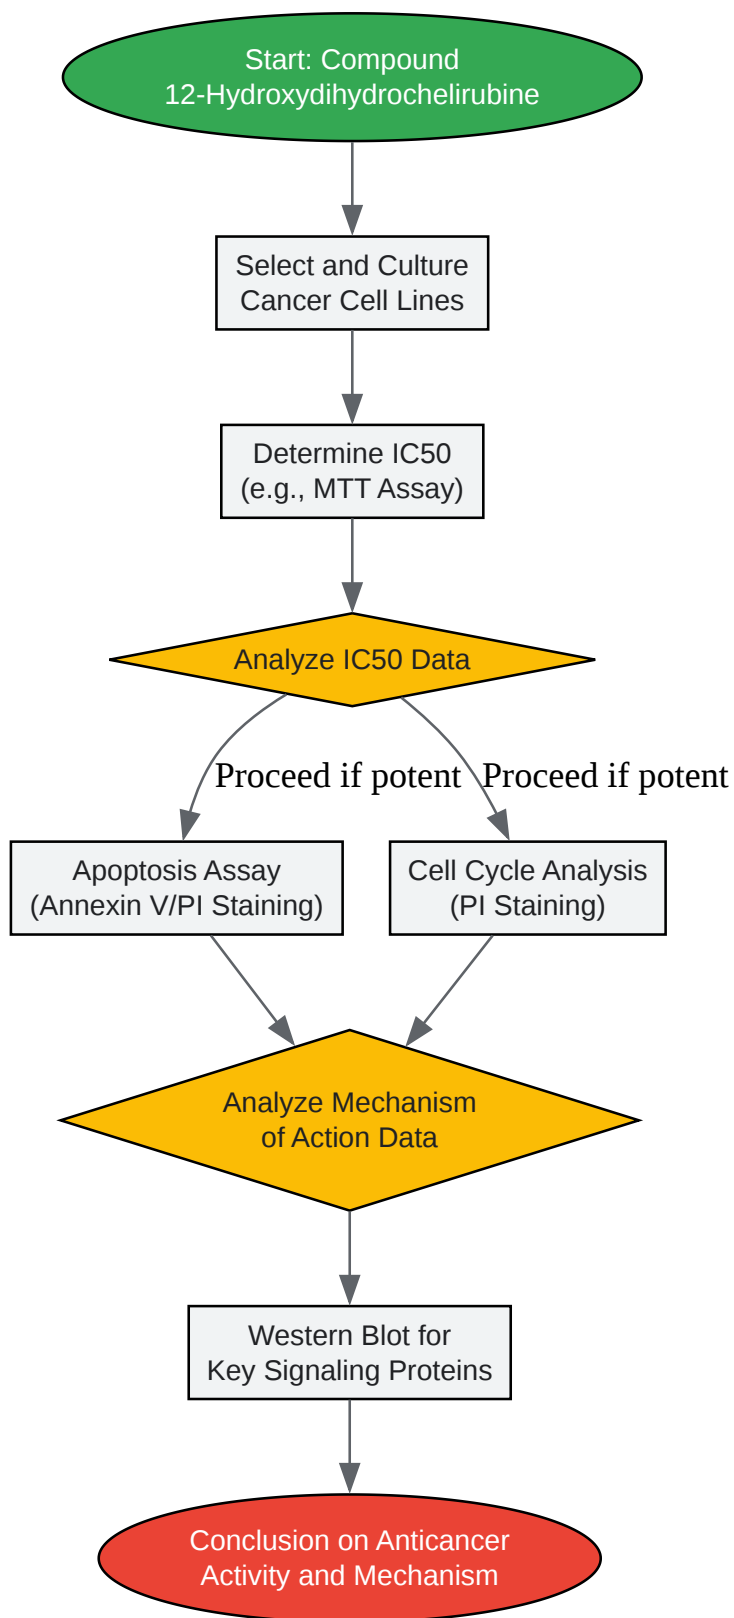 Start: Compound
12-Hydroxydihydrochelirubine
Select and Culture
Cancer Cell Lines
Determine IC50
(e.g., MTT Assay)
Analyze IC50 Data
Proceed if potent
Proceed if potent
Apoptosis Assay
(Annexin V/PI Staining)
Cell Cycle Analysis
(PI Staining)
Analyze Mechanism
of Action Data
Western Blot for
Key Signaling Proteins
Conclusion on Anticancer
Activity and Mechanism